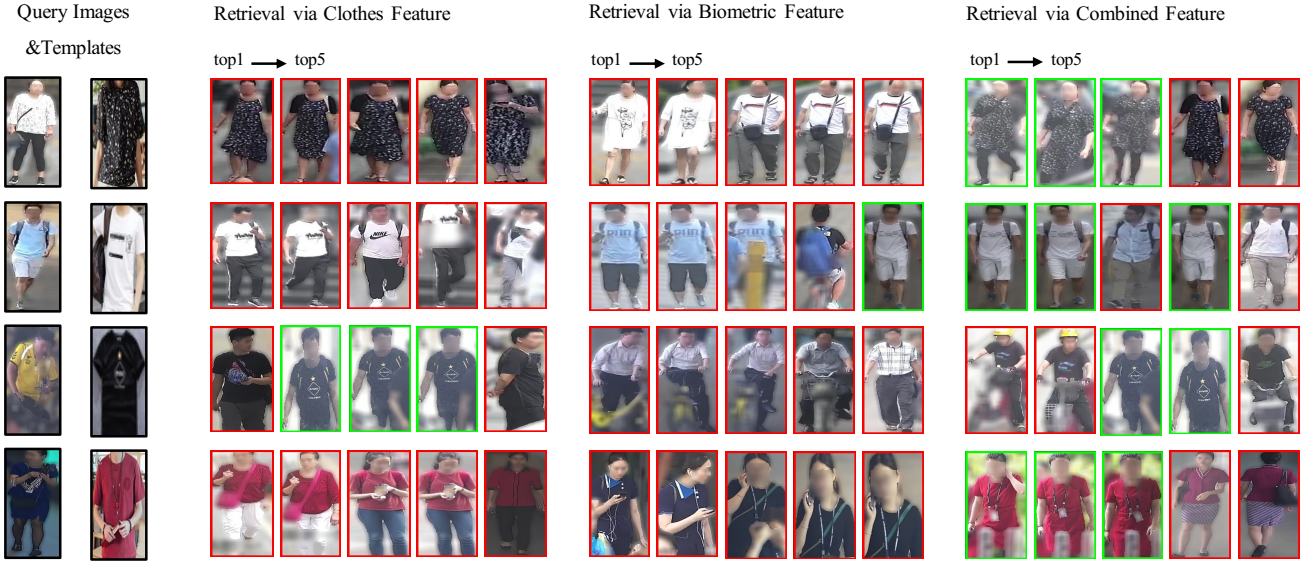 Query Images
&Templates
Retrieval via Clothes Feature
top1 → top5
Retrieval via Biometric Feature
top1 → top5
Retrieval via Combined Feature
top1 → top5
NIKE